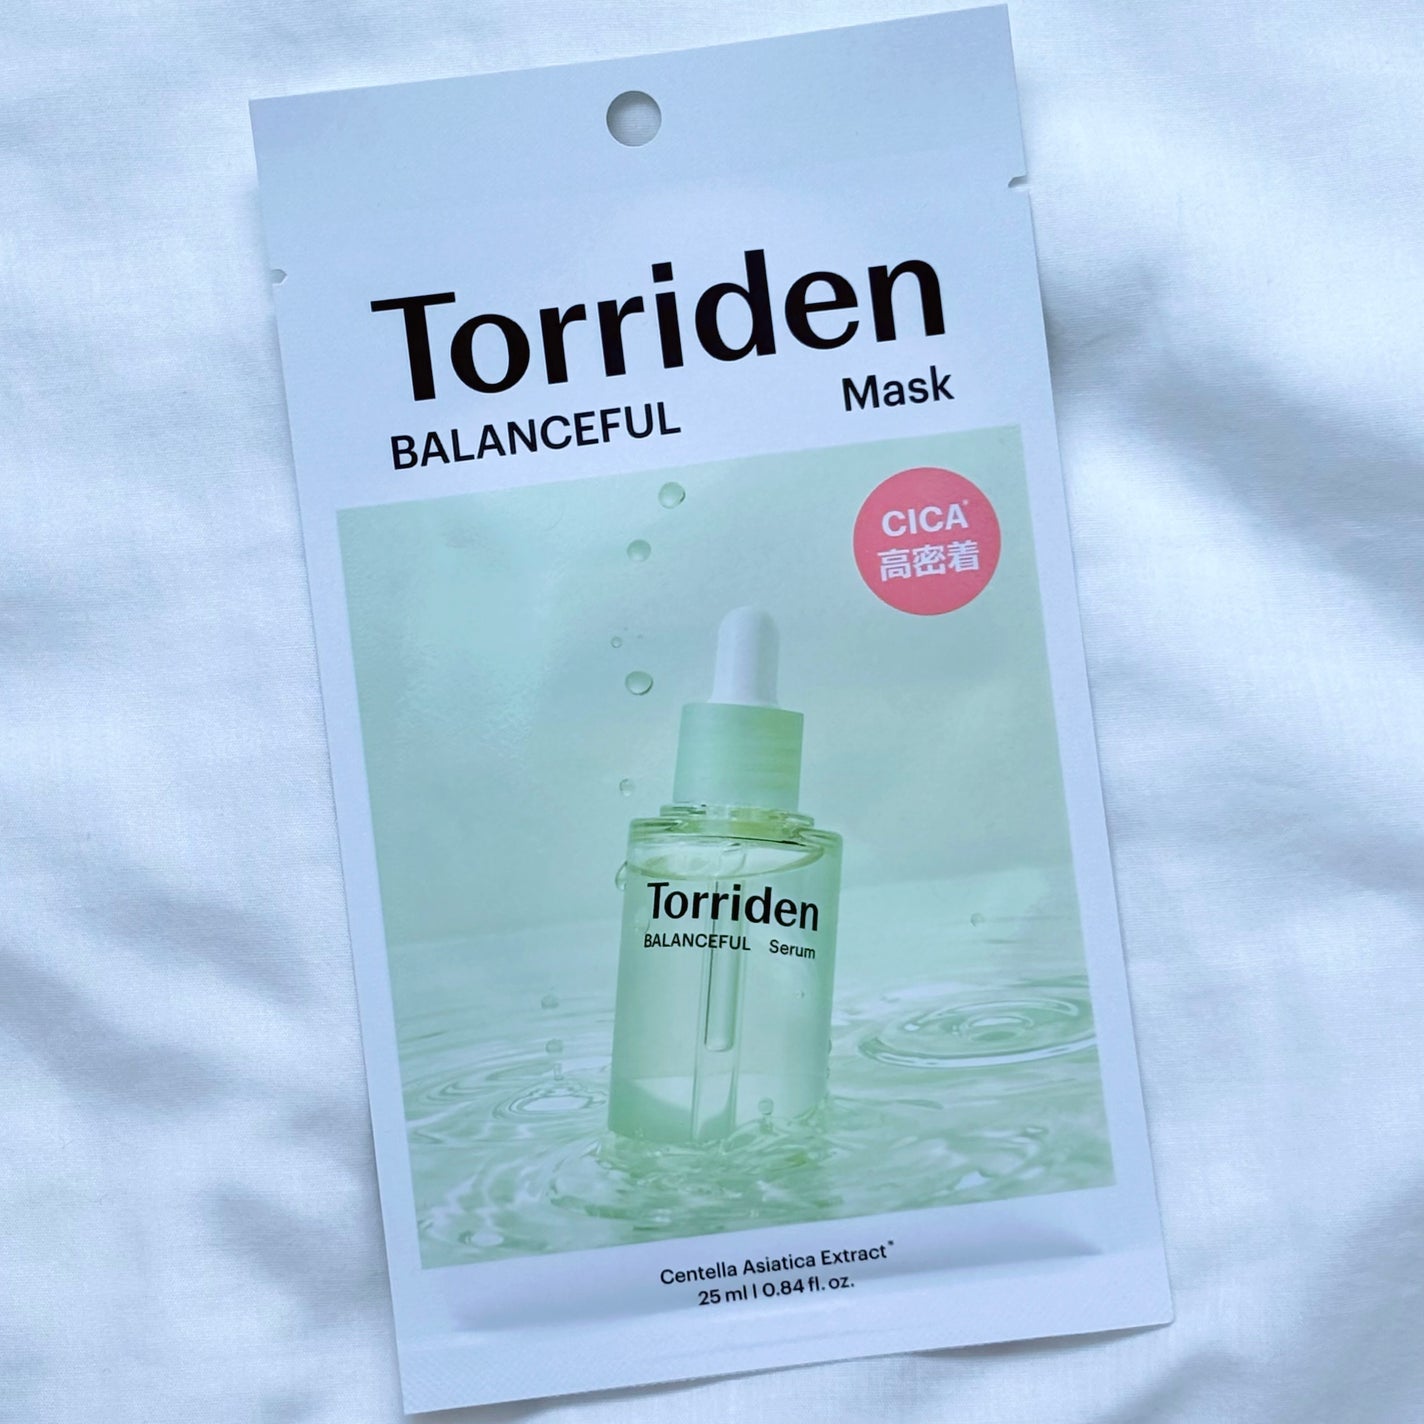 Torriden
BALANCEFUL Mask
CICA*
高密着
Torriden
BALANCEFUL Serum
Centella Asiatica Extract*
25 ml | 0.84 fl. oz.